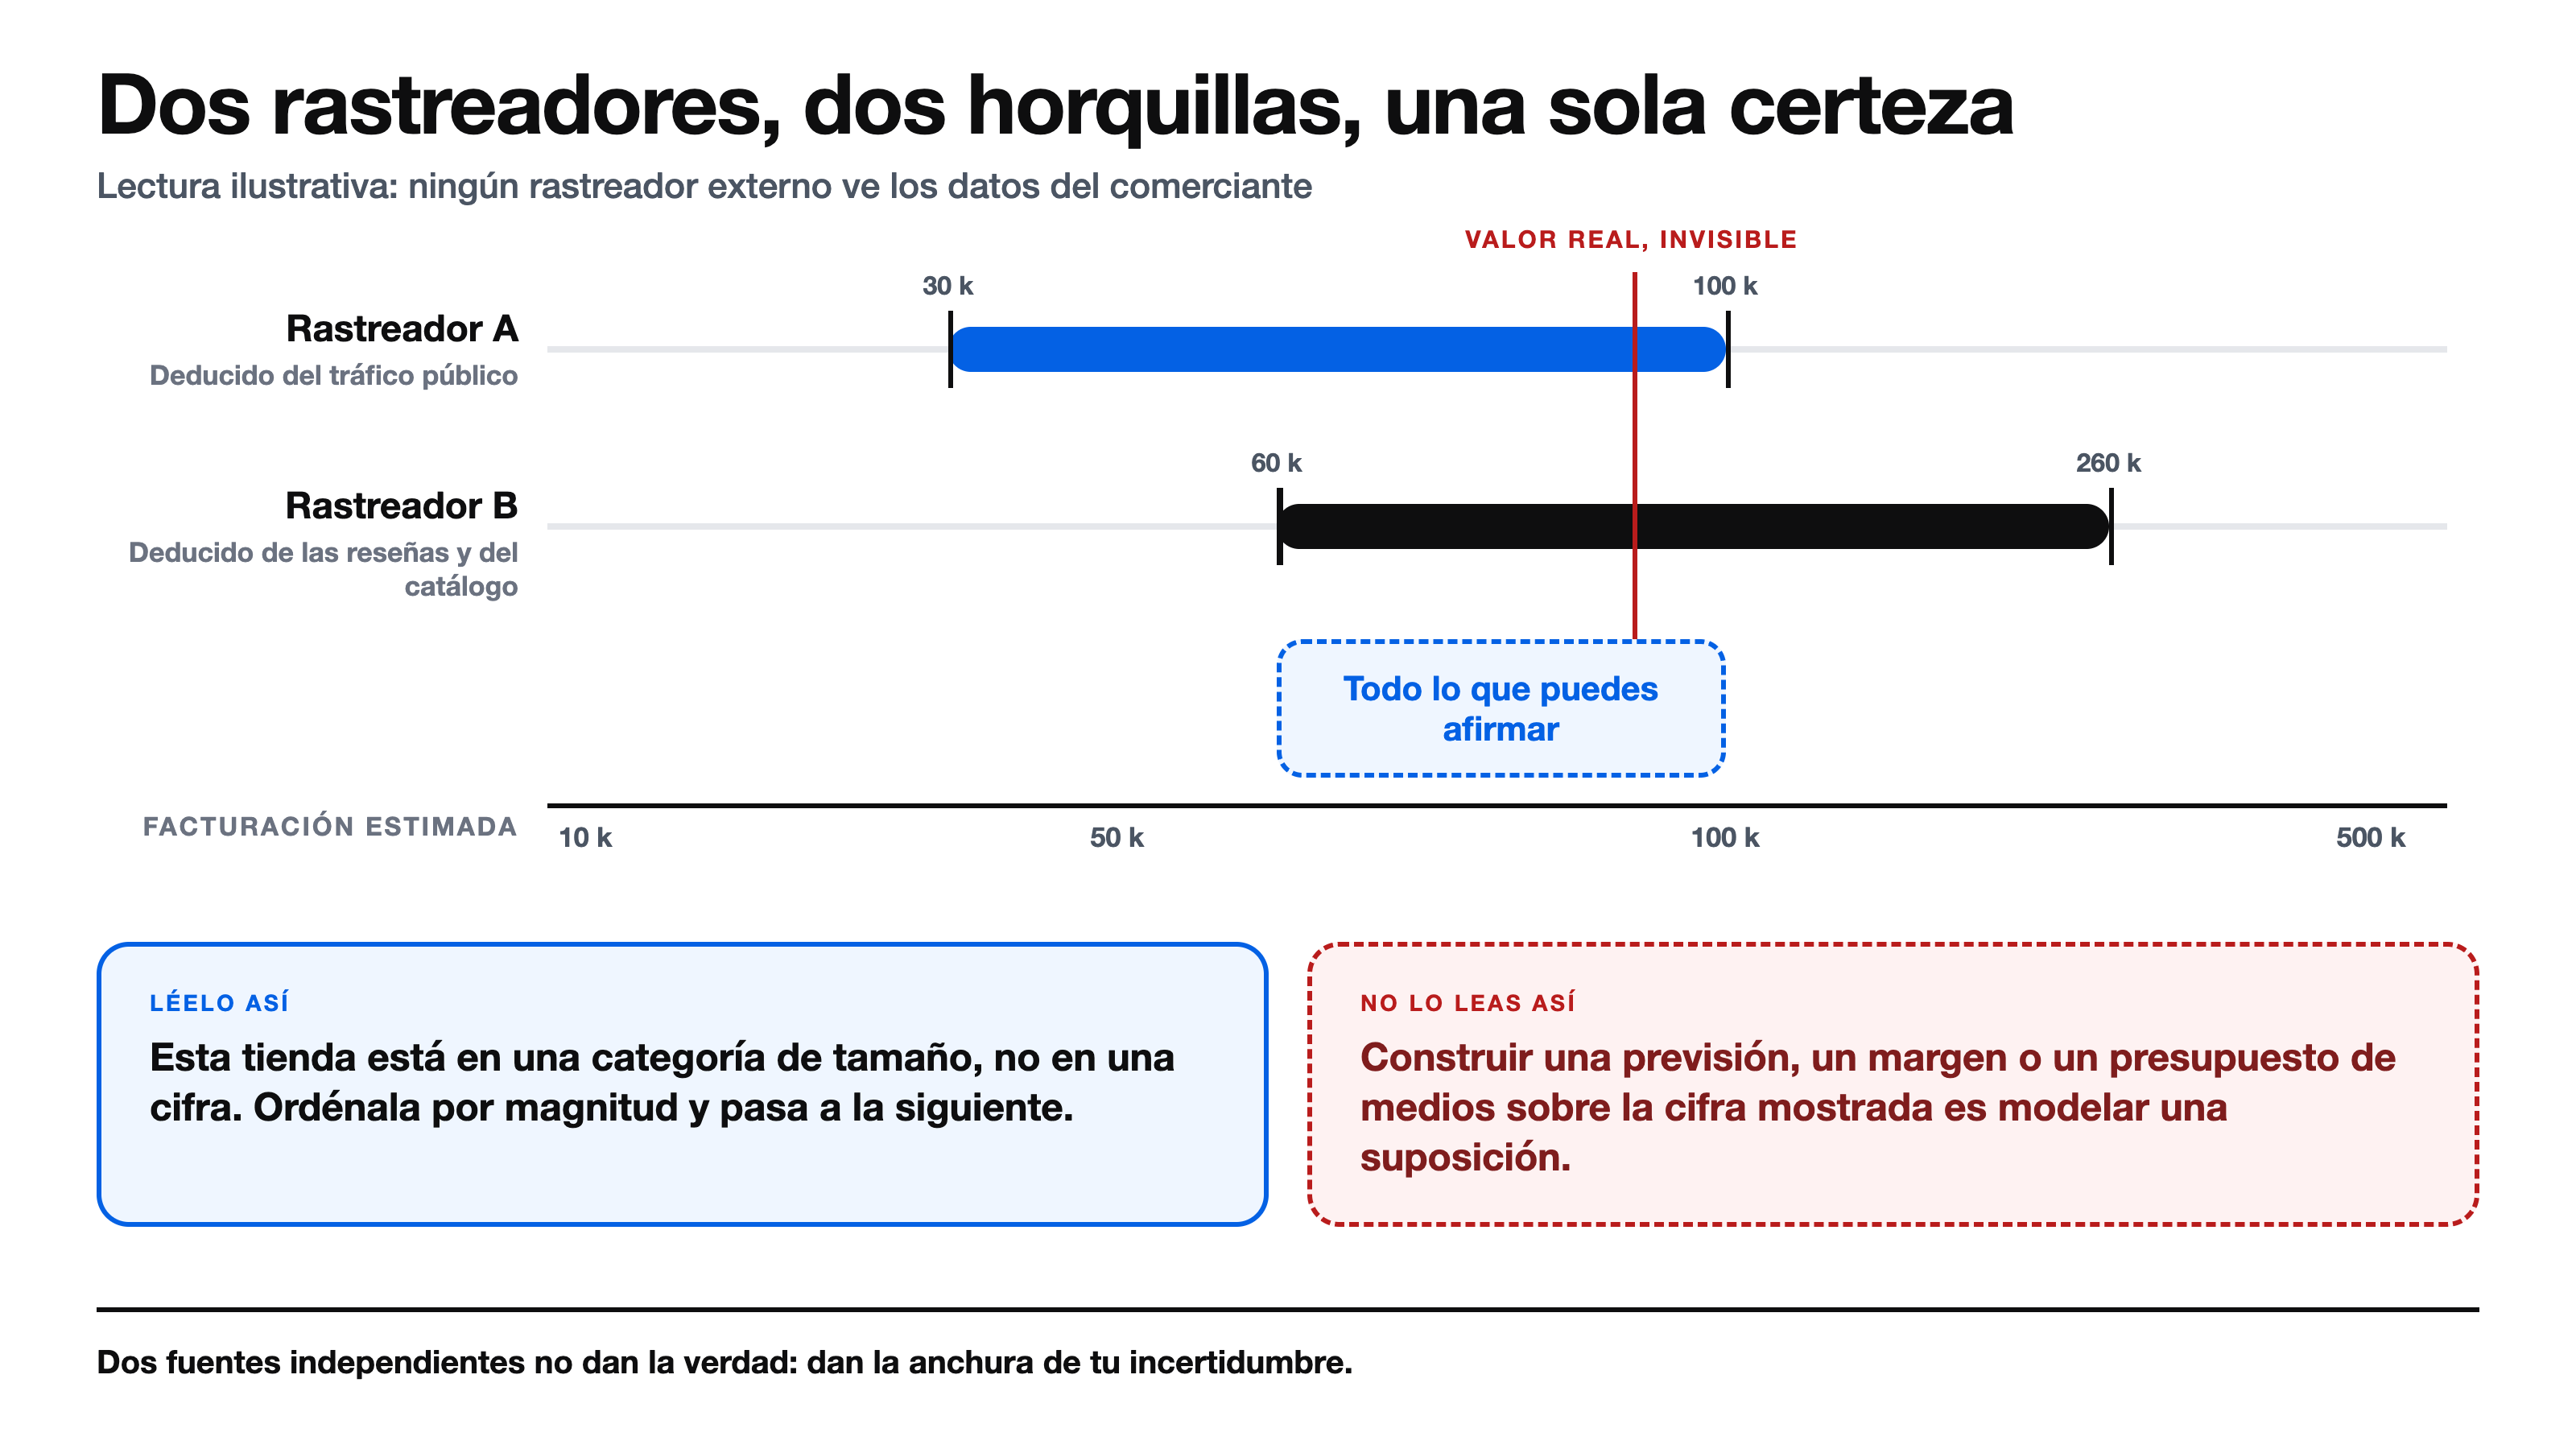 Dos rastreadores, dos horquillas, una sola certeza
Lectura ilustrativa: ningún rastreador externo ve los datos del comerciante
VALOR REAL, INVISIBLE
30 k
100 k
Rastreador A
Deducido del tráfico público
60 k
260 k
Rastreador B
Deducido de las reseñas y del
catálogo
Todo lo que puedes
afirmar
FACTURACIÓN ESTIMADA
10 k
50 k
100 k
500 k
LÉELO ASÍ
Esta tienda está en una categoría de tamaño, no en una
cifra. Ordénala por magnitud y pasa a la siguiente.
NO LO LEAS ASÍ
Construir una previsión, un margen o un presupuesto de
medios sobre la cifra mostrada es modelar una
suposición.
Dos fuentes independientes no dan la verdad: dan la anchura de tu incertidumbre.